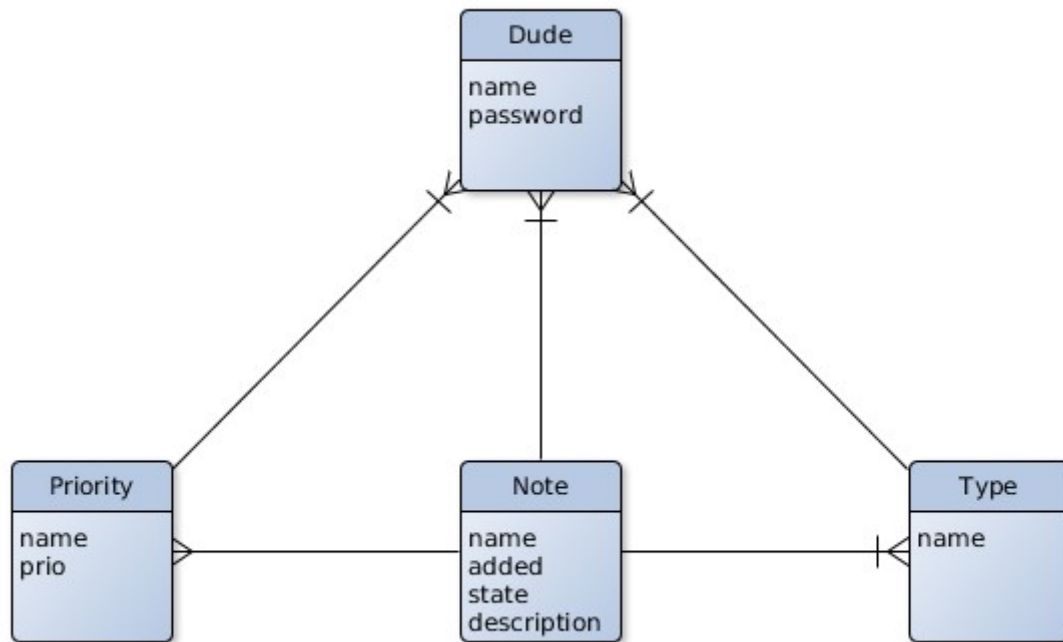 Dude
name
password
Priority
name
prio
Note
name
added
state
description
Type
name